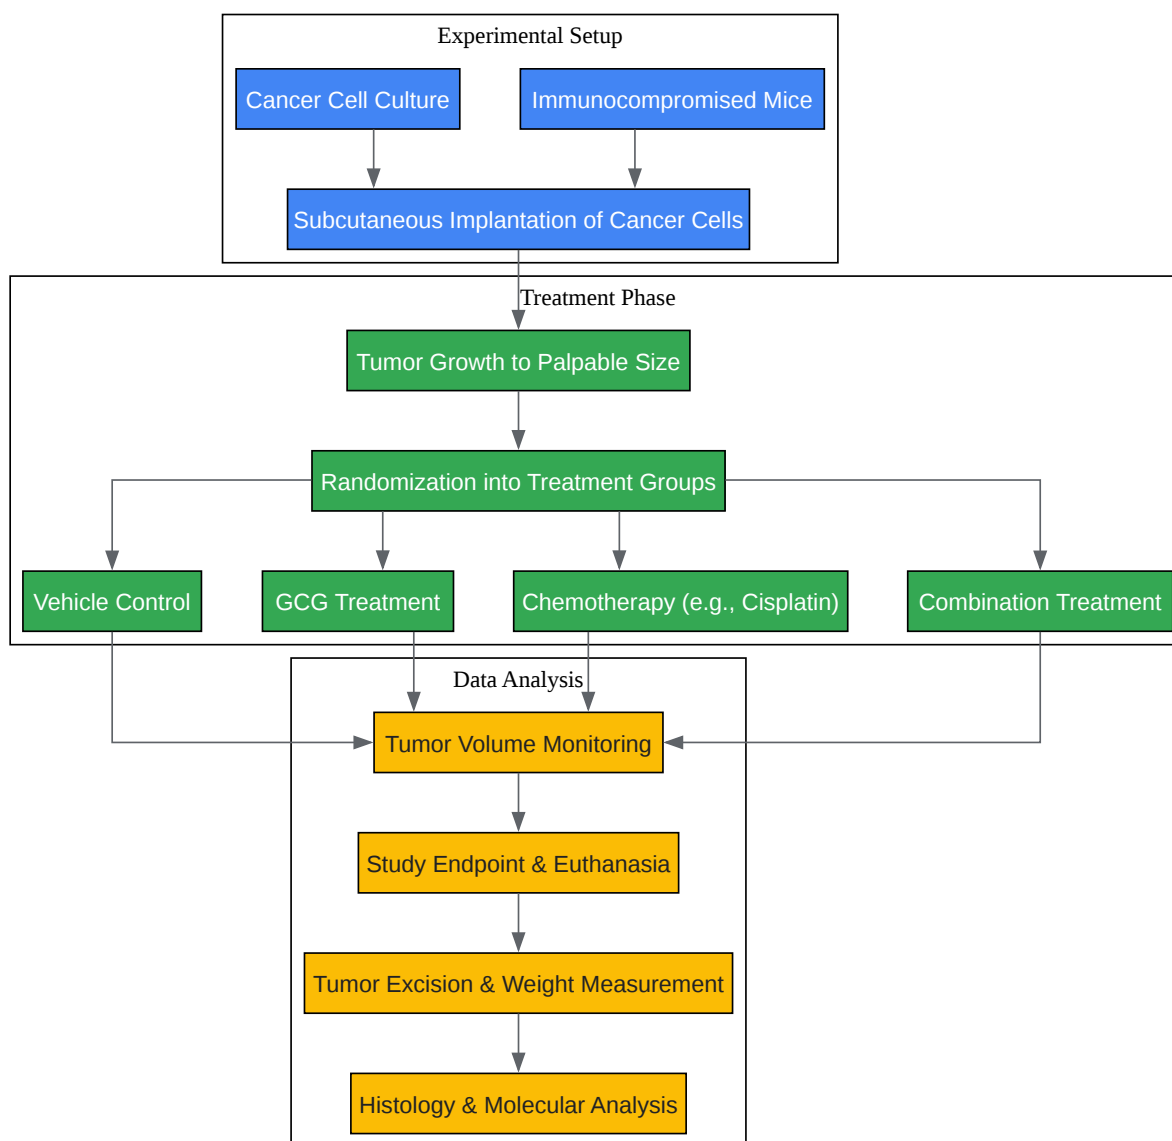 Experimental Setup
Cancer Cell Culture
Immunocompromised Mice
Subcutaneous Implantation of Cancer Cells
Treatment Phase
Tumor Growth to Palpable Size
Randomization into Treatment Groups
Vehicle Control
GCG Treatment
Chemotherapy (e.g., Cisplatin)
Combination Treatment
Data Analysis
Tumor Volume Monitoring
Study Endpoint & Euthanasia
Tumor Excision & Weight Measurement
Histology & Molecular Analysis